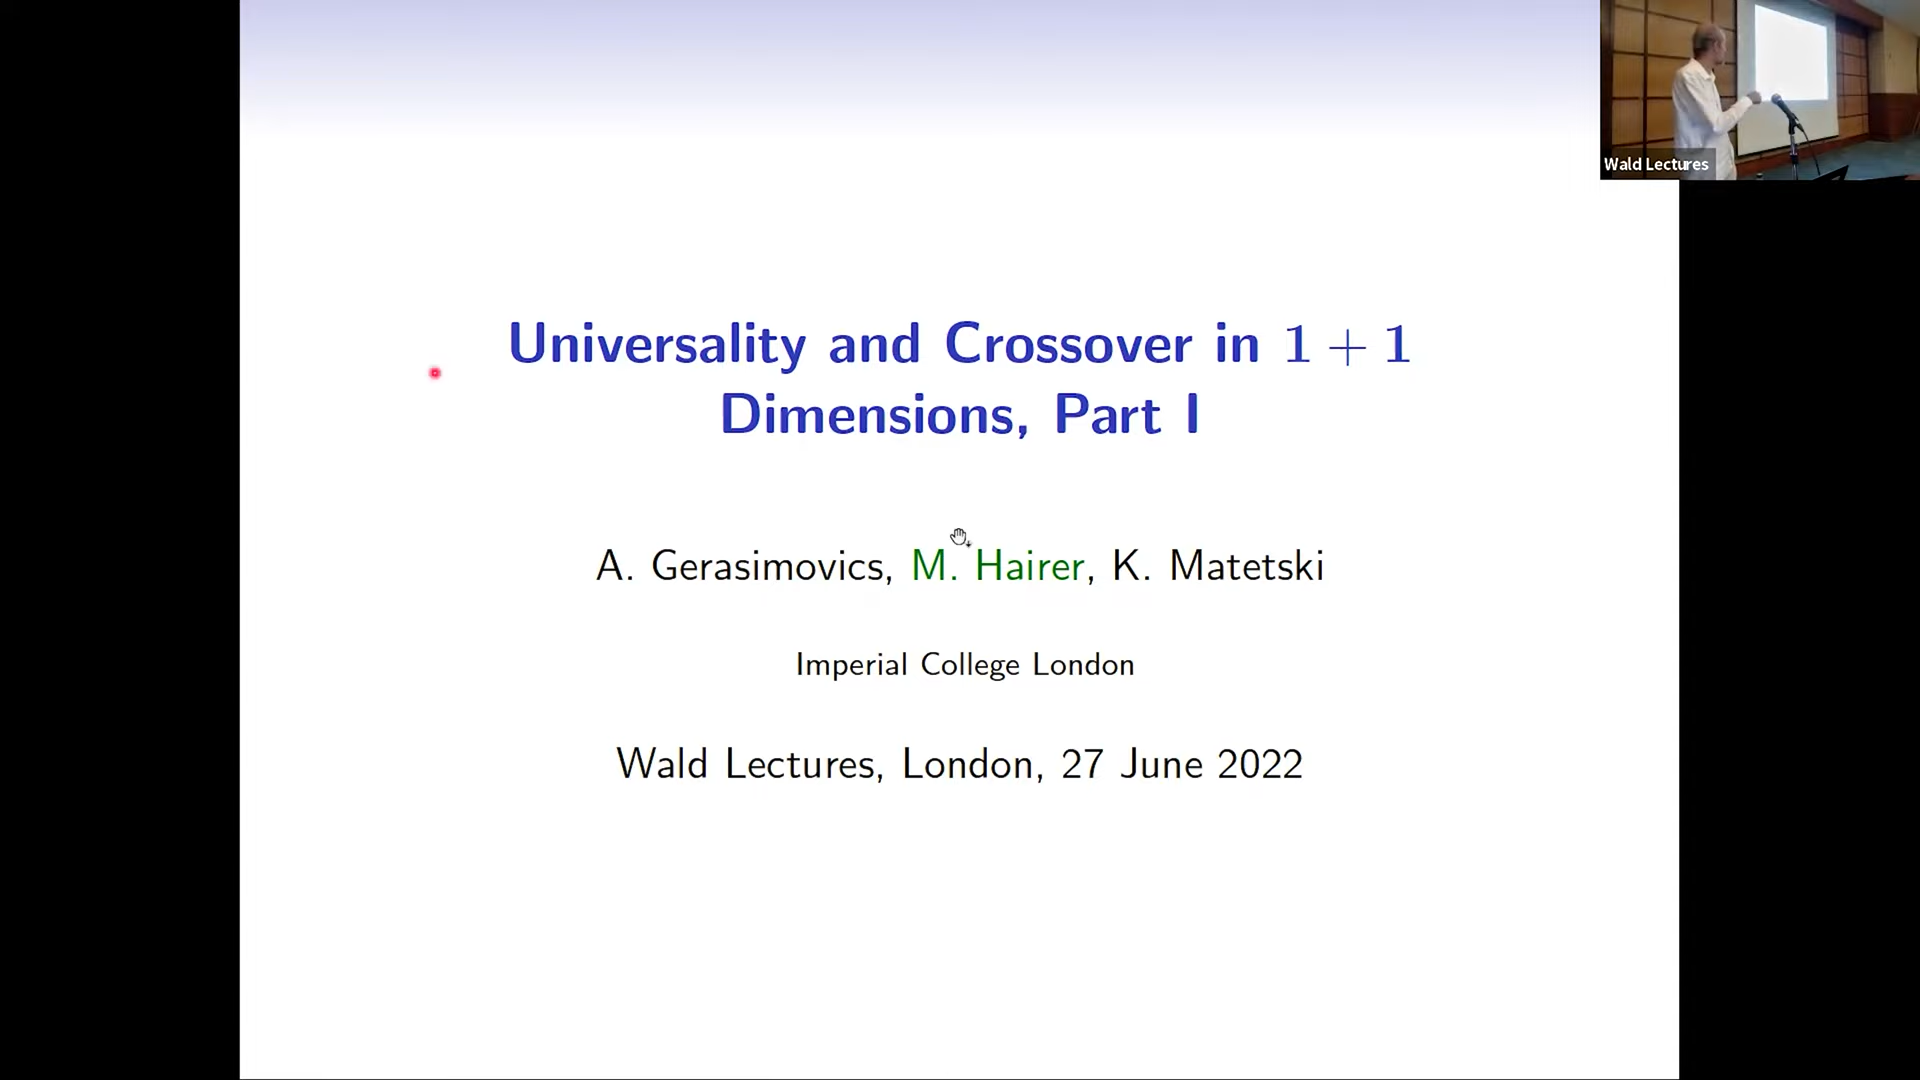 Universality and Crossover in 1 + 1
Dimensions, Part I
A. Gerasimovics, M. Hairer, K. Matetski
Imperial College London
Wald Lectures, London, 27 June 2022
Wald Lectures